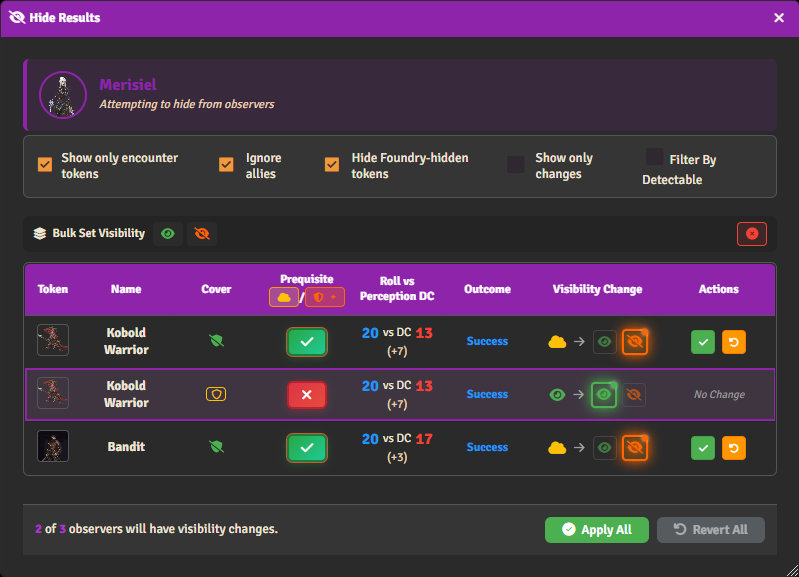 Hide Results
Merisiel
Attempting to hide from observers
Show only encounter tokens
Ignore allies
Hide Foundry-hidden tokens
Show only changes
Filter By Detectable
Bulk Set Visibility
Token Name Cover Prequisite / Roll vs Perception DC Outcome Visibility Change Actions
Kobold Warrior 20 vs DC 13 (+7) Success
Kobold Warrior 20 vs DC 13 (+7) Success No Change
Bandit 20 vs DC 17 (+3) Success
2 of 3 observers will have visibility changes.
Apply All
Revert All